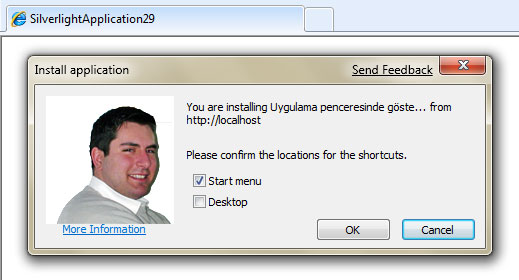 SilverlightApplication29
Install application
Send Feedback
You are installing Uygulama penceresinde göste... from
http://localhost
Please confirm the locations for the shortcuts.
Start menu
Desktop
More Information
OK
Cancel